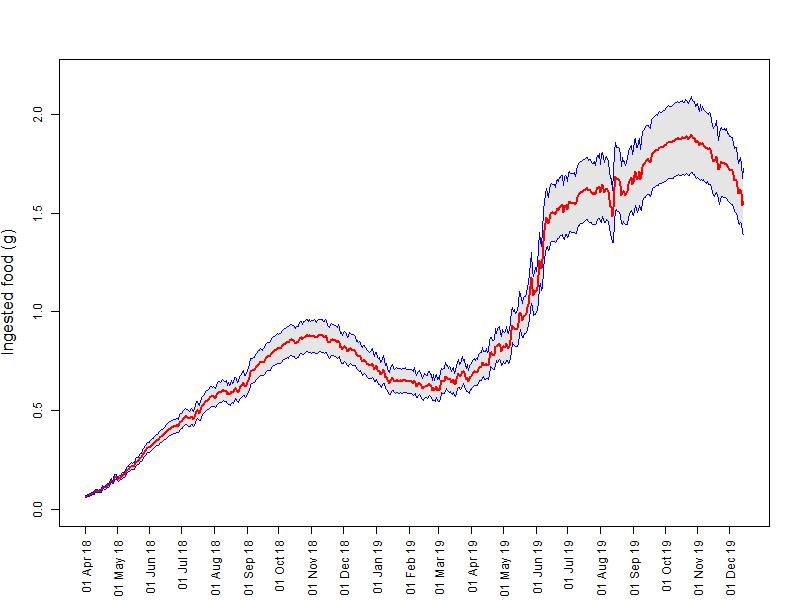 Ingested food (g)
2.0
1.5
1.0
0.5
0.0
01 Apr 18
01 May 18
01 Jun 18
01 Jul 18
01 Aug 18
01 Sep 18
01 Oct 18
01 Nov 18
01 Dec 18
01 Jan 19
01 Feb 19
01 Mar 19
01 Apr 19
01 May 19
01 Jun 19
01 Jul 19
01 Aug 19
01 Sep 19
01 Oct 19
01 Nov 19
01 Dec 19